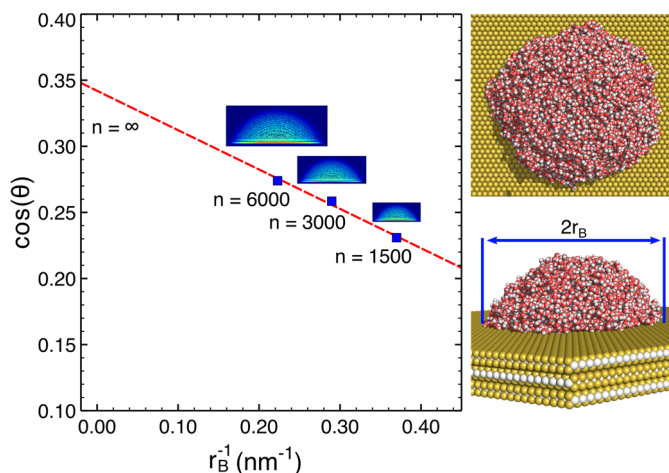 0.40
0.35
0.30
0.25
0.20
0.15
0.10
cos(θ)
n = ∞
n = 6000
n = 3000
n = 1500
0.00 0.10 0.20 0.30 0.40
r_B^-1 (nm^-1)
2r_B